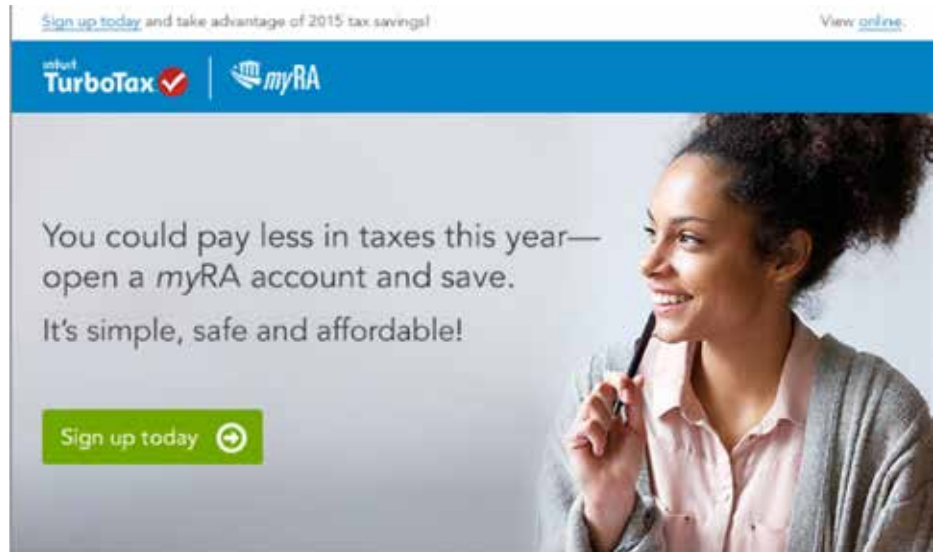 Sign up today and take advantage of 2015 tax savings!
View online.
intuit
TurboTax
myRA
You could pay less in taxes this year—
open a myRA account and save.
It's simple, safe and affordable!
Sign up today